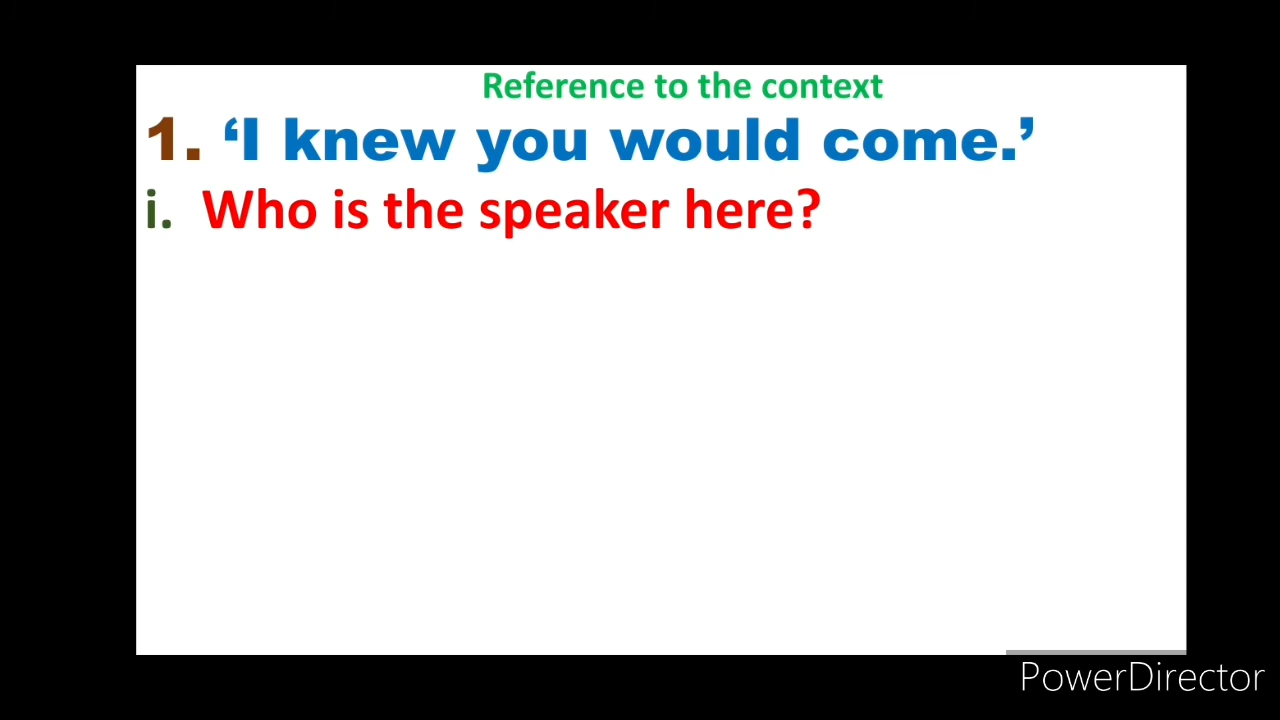 Reference to the context
1. ‘I knew you would come.’
i. Who is the speaker here?
PowerDirector